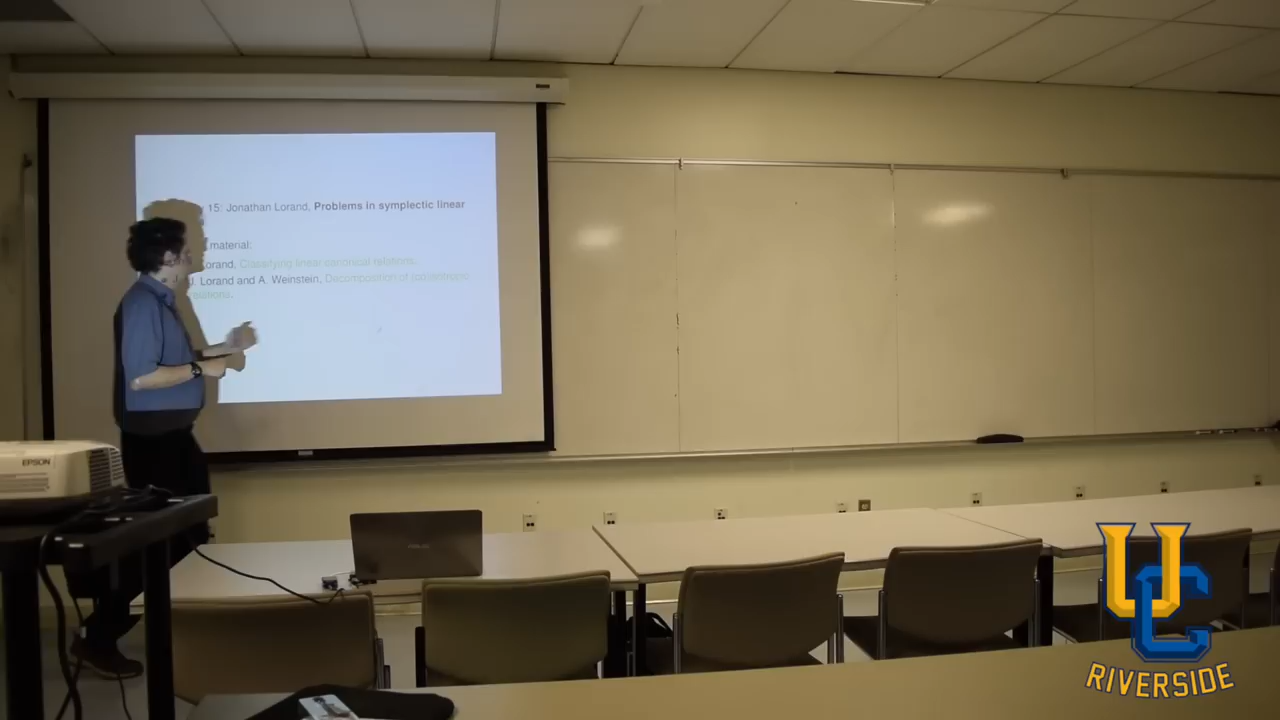 15: Jonathan Lorand, Problems in symplectic linear
material:
Lorand, Classifying linear canonical relations.
J. Lorand and A. Weinstein, Decomposition of (co)isotropic
relations.
EPSON
ASUS
UC
RIVERSIDE